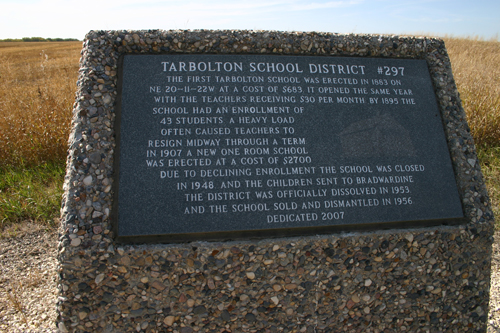 TARBOLTON SCHOOL DISTRICT #297
THE FIRST TARBOLTON SCHOOL WAS ERECTED IN 1883 ON
NE 20-11-22W AT A COST OF $683. IT OPENED THE SAME YEAR
WITH THE TEACHERS RECEIVING $30 PER MONTH BY 1895 THE
SCHOOL HAD AN ENROLLMENT OF
43 STUDENTS A HEAVY LOAD
OFTEN CAUSED TEACHERS TO
RESIGN MIDWAY THROUGH A TERM
IN 1907 A NEW ONE ROOM SCHOOL
WAS ERECTED AT A COST OF $2700
DUE TO DECLINING ENROLLMENT THE SCHOOL WAS CLOSED
IN 1948 AND THE CHILDREN SENT TO BRADWARDINE
THE DISTRICT WAS OFFICIALLY DISSOLVED IN 1953
AND THE SCHOOL SOLD AND DISMANTLED IN 1956
DEDICATED 2007